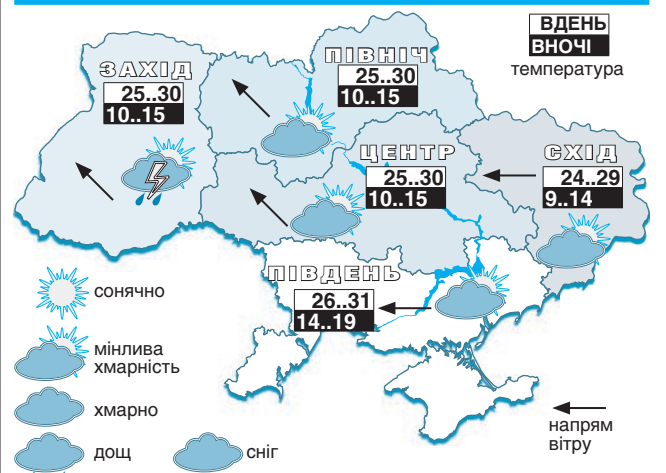 ВДЕНЬ
ВНОЧІ
температура
ЗАХІД
25..30
10..15
ПІВНІЧ
25..30
10..15
ЦЕНТР
25..30
10..15
СХІД
24..29
9..14
ПІВДЕНЬ
26..31
14..19
сонячно
мінлива
хмарність
хмарно
дощ
сніг
напрям
вітру